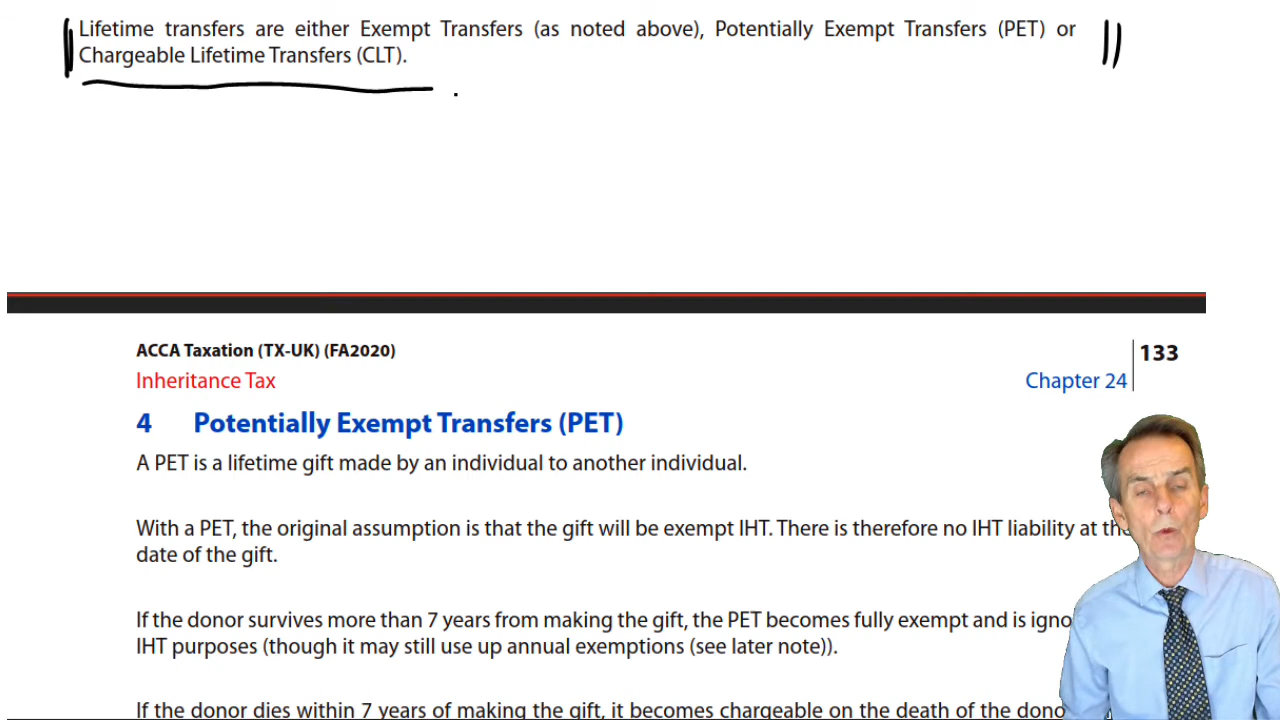 Lifetime transfers are either Exempt Transfers (as noted above), Potentially Exempt Transfers (PET) or
Chargeable Lifetime Transfers (CLT).
ACCA Taxation (TX-UK) (FA2020)
133
Inheritance Tax
Chapter 24
4 Potentially Exempt Transfers (PET)
A PET is a lifetime gift made by an individual to another individual.
With a PET, the original assumption is that the gift will be exempt IHT. There is therefore no IHT liability at the
date of the gift.
If the donor survives more than 7 years from making the gift, the PET becomes fully exempt and is igno
IHT purposes (though it may still use up annual exemptions (see later note)).
If the donor dies within 7 years of making the gift, it becomes chargeable on the death of the dono